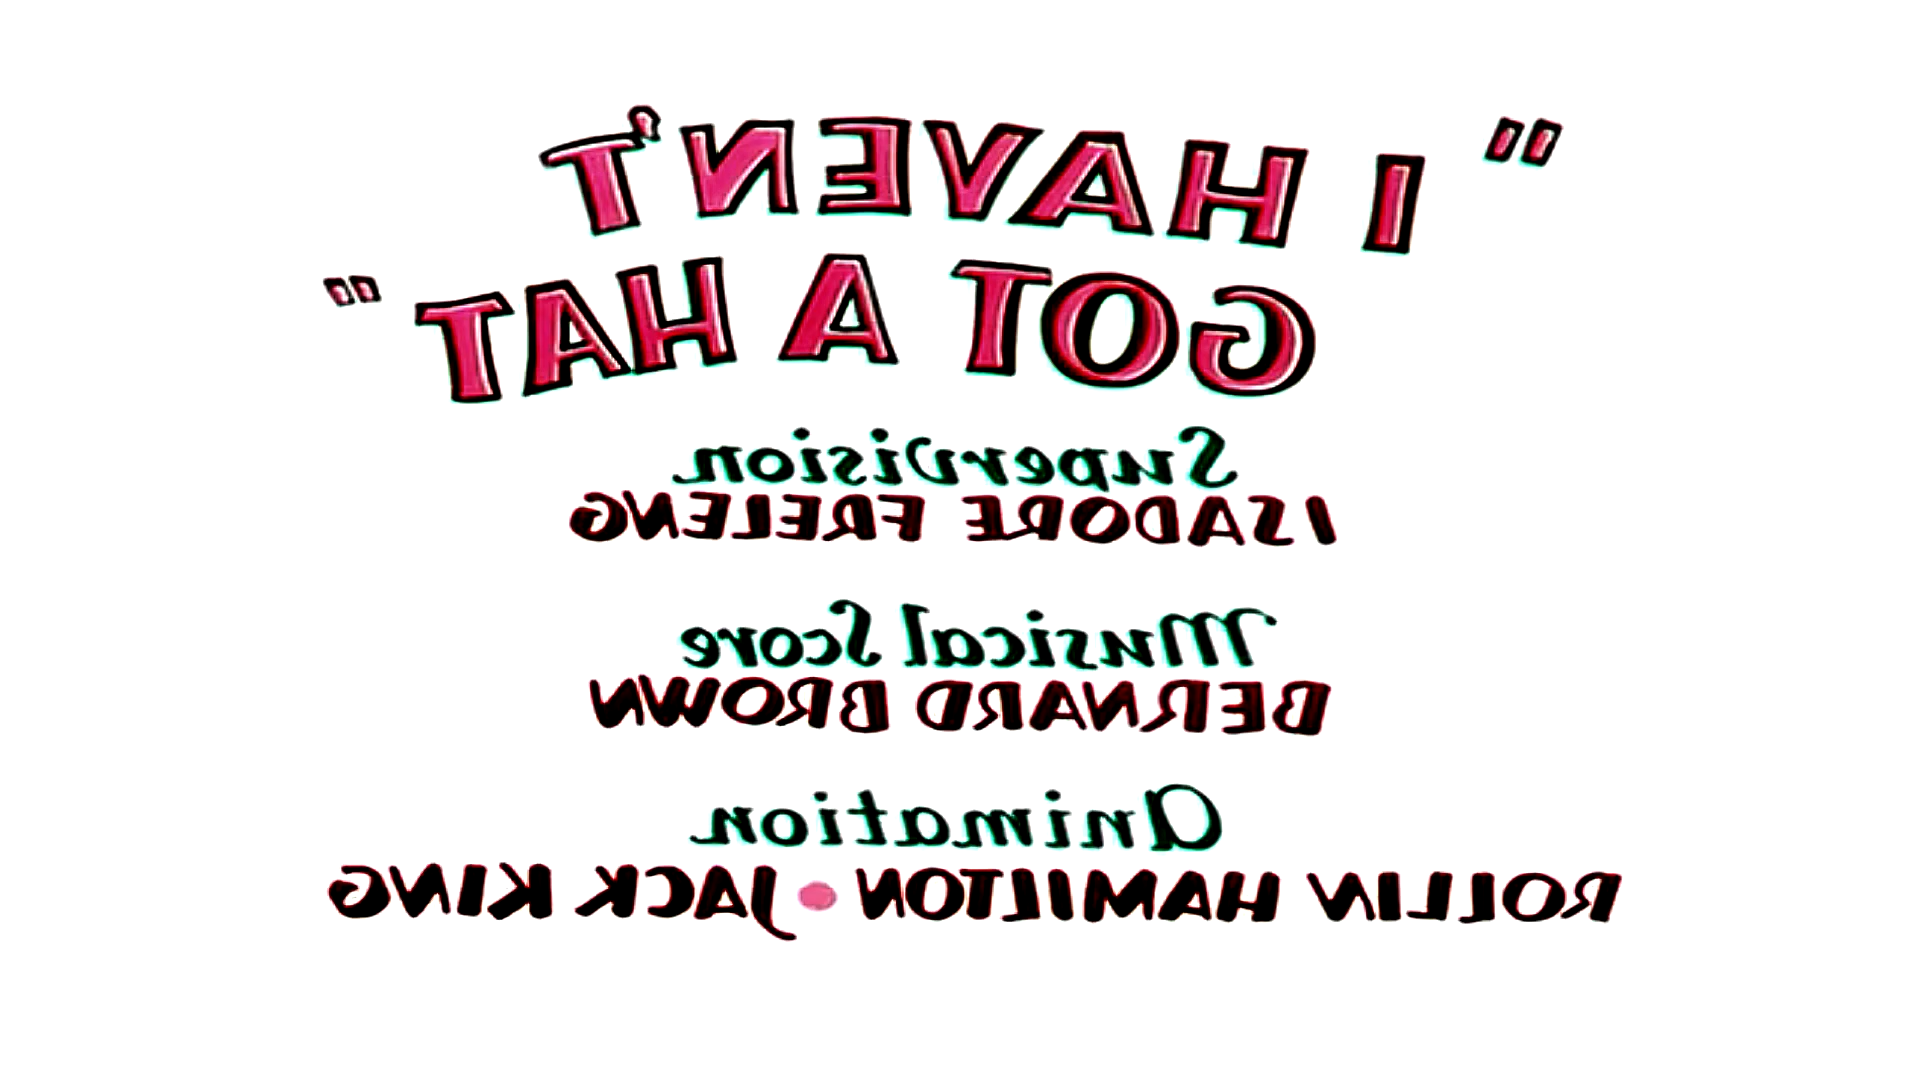 "I HAVEN'T
GOT A HAT"
Supervision
ISADORE FRELENG
Musical Score
BERNARD BROWN
Animation
ROLLIN HAMILTON • JACK KING